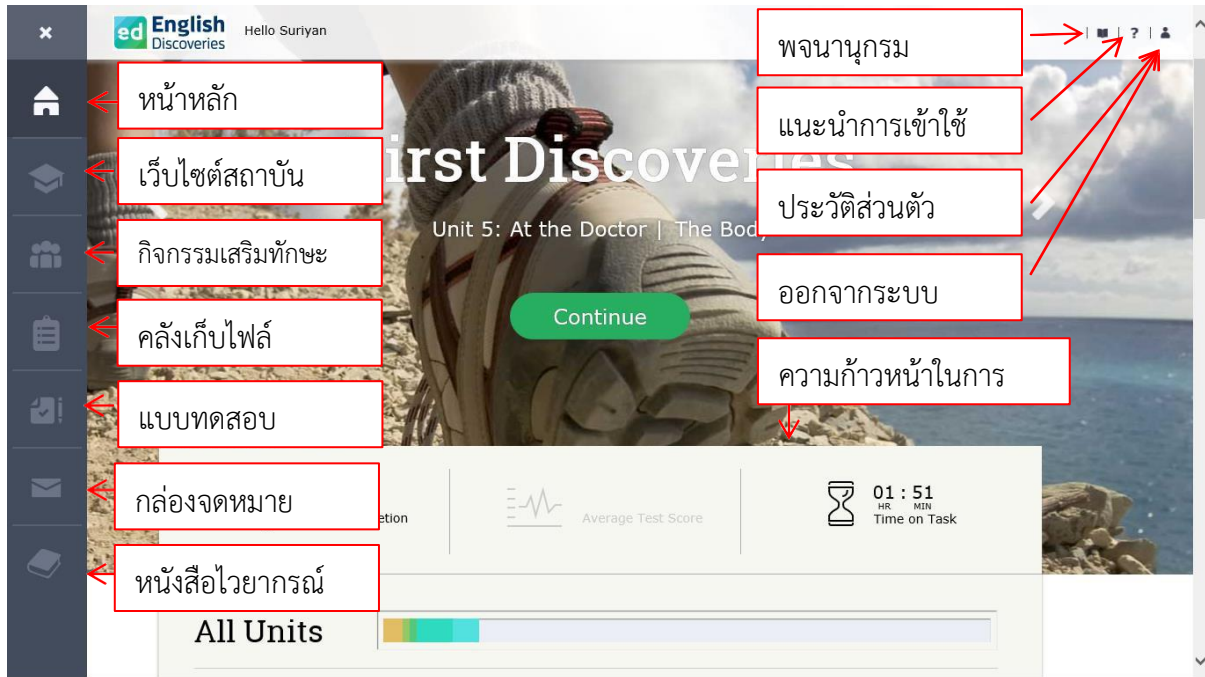 ed English
Discoveries
Hello Suriyan
?
พจนานุกรม
หน้าหลัก
แนะนำการเข้าใช้
irst Discoveries
เว็บไซต์สถาบัน
ประวัติส่วนตัว
Unit 5: At the Doctor | The Body
กิจกรรมเสริมทักษะ
ออกจากระบบ
Continue
คลังเก็บไฟล์
ความก้าวหน้าในการ
แบบทดสอบ
กล่องจดหมาย
etion
Average Test Score
01 : 51
HR MIN
Time on Task
หนังสือไวยากรณ์
All Units